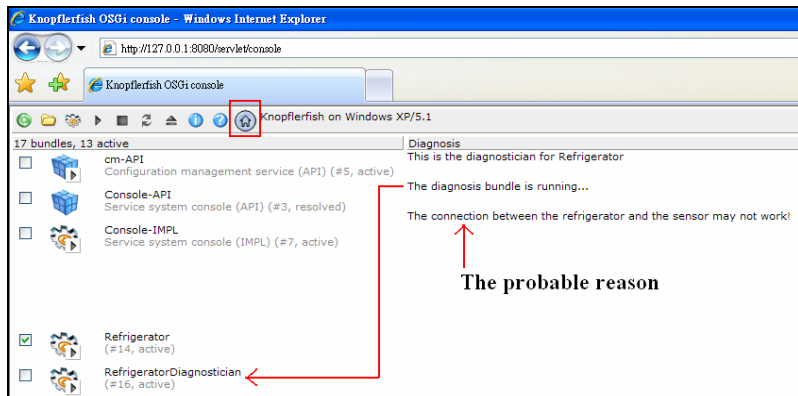 Knopflerfish OSGi console - Windows Internet Explorer
http://127.0.0.1:8080/servlet/console
Knopflerfish OSGi console
Knopflerfish on Windows XP/5.1
17 bundles, 13 active
Diagnosis
cm-API
Configuration management service (API) (#5, active)
This is the diagnostician for Refrigerator
The diagnosis bundle is running...
Console-API
Service system console (API) (#3, resolved)
The connection between the refrigerator and the sensor may not work!
Console-IMPL
Service system console (IMPL) (#7, active)
The probable reason
Refrigerator
(#14, active)
RefrigeratorDiagnostician
(#16, active)